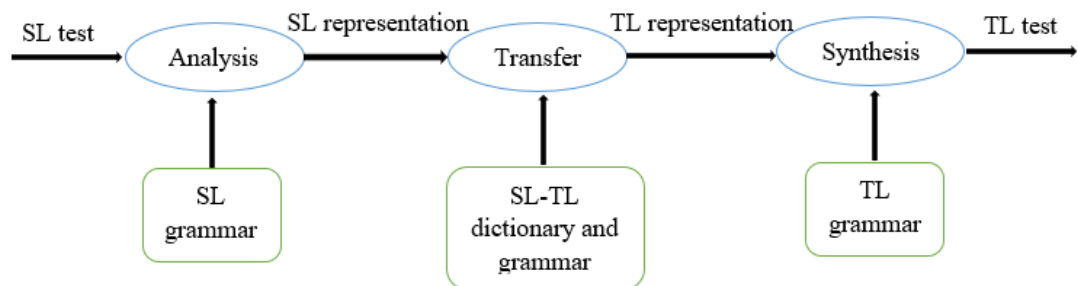 SL test
Analysis
SL representation
Transfer
TL representation
Synthesis
TL test
SL
grammar
SL-TL
dictionary and
grammar
TL
grammar